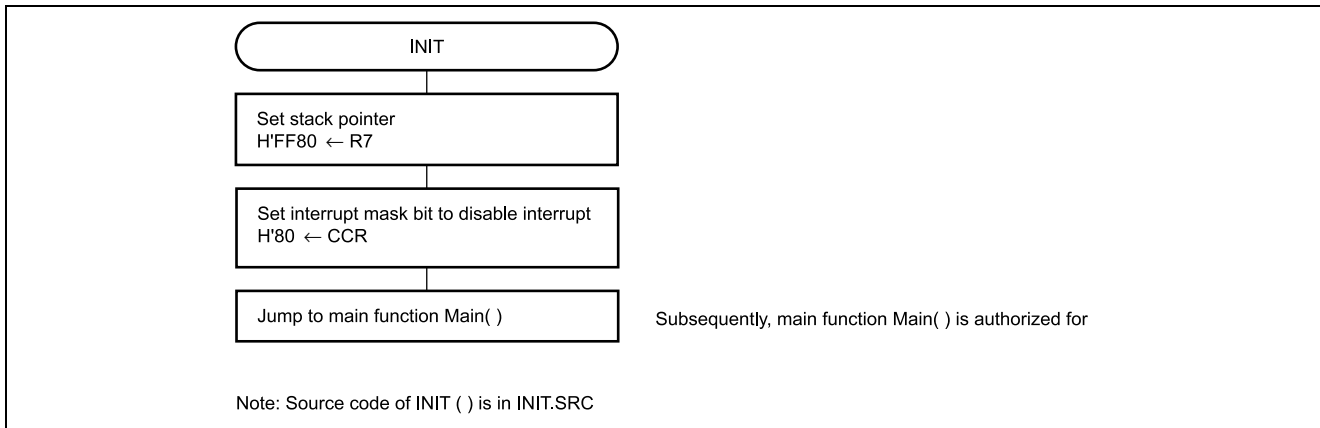 INIT
Set stack pointer
H'FF80 ← R7
Set interrupt mask bit to disable interrupt
H'80 ← CCR
Jump to main function Main( )
Subsequently, main function Main( ) is authorized for
Note: Source code of INIT ( ) is in INIT.SRC